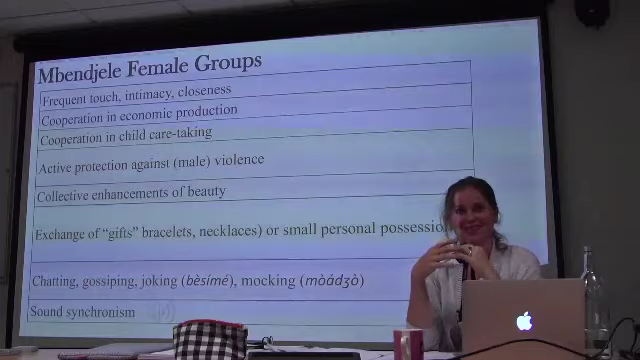 Mbendjele Female Groups
Frequent touch, intimacy, closeness
Cooperation in economic production
Cooperation in child care-taking
Active protection against (male) violence
Collective enhancements of beauty
Exchange of “gifts” bracelets, necklaces) or small personal possession
Chatting, gossiping, joking (bèsímé), mocking (mòádʒò)
Sound synchronism